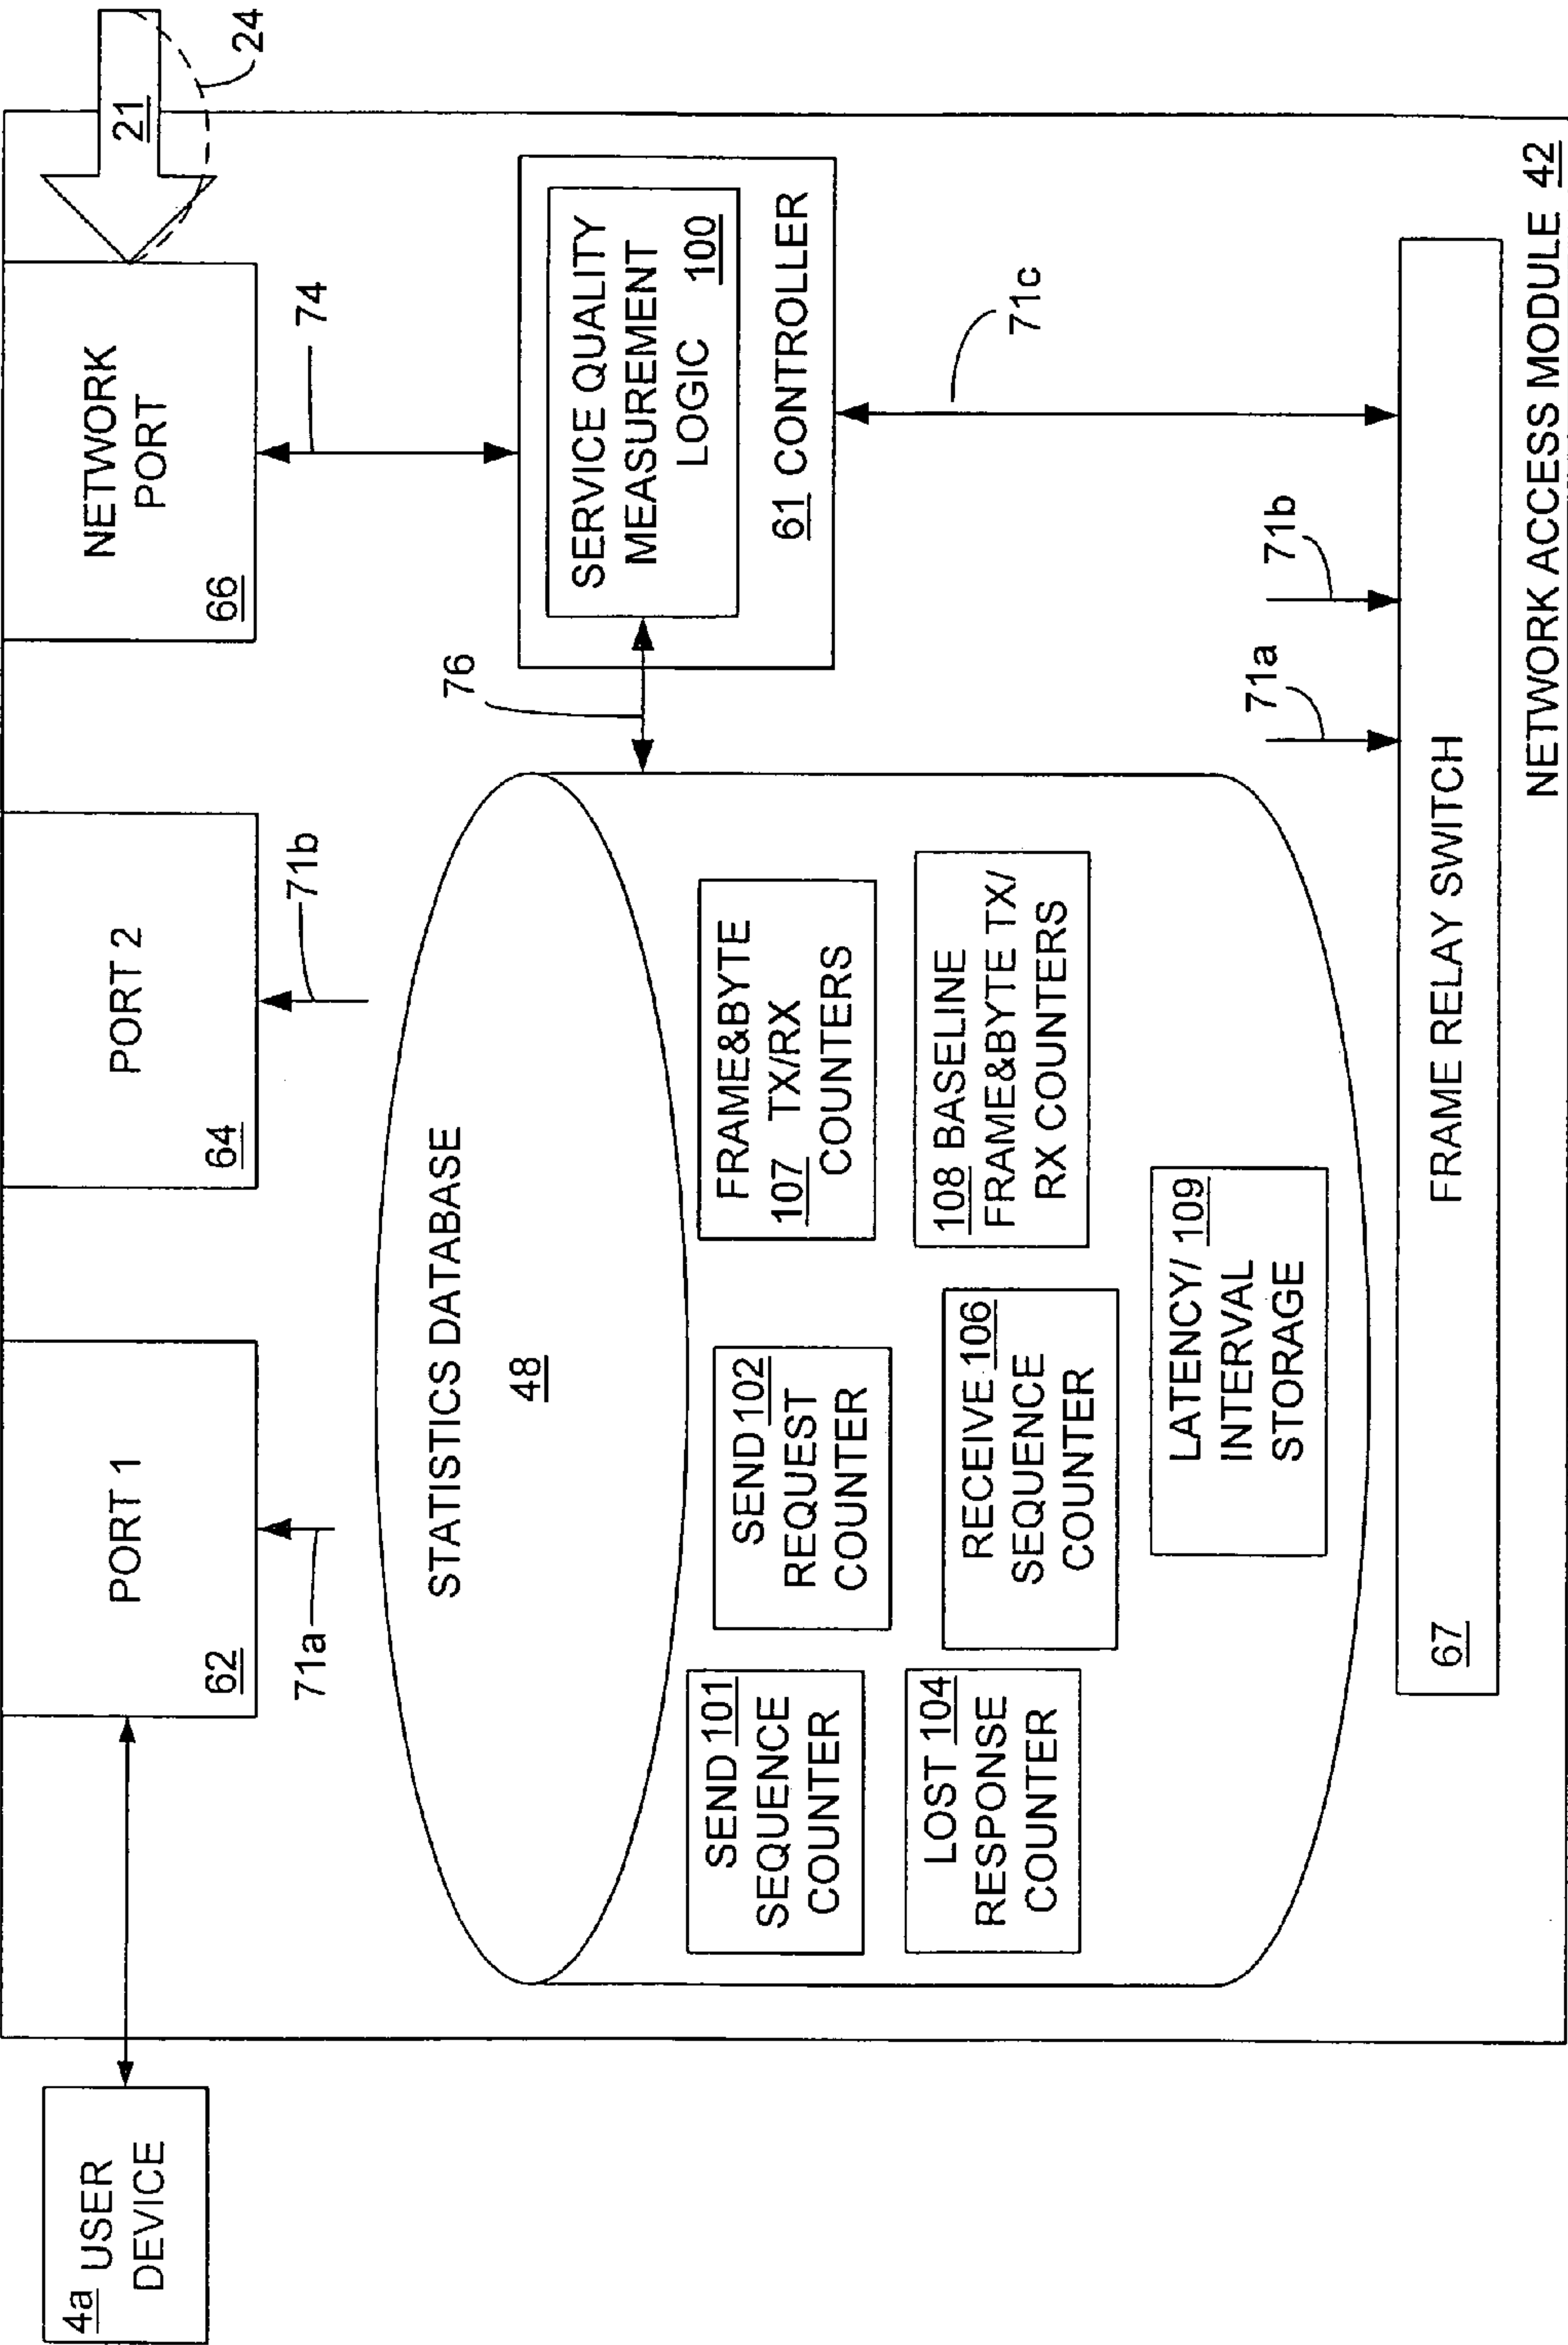 4a USER
DEVICE
PORT 1
62
71a
PORT 2
64
71b
NETWORK
PORT
66
21
24
74
STATISTICS DATABASE
48
76
SERVICE QUALITY
MEASUREMENT
LOGIC 100
61 CONTROLLER
SEND 101
SEQUENCE
COUNTER
SEND 102
REQUEST
COUNTER
FRAME&BYTE
107 TX/RX
COUNTERS
LOST 104
RESPONSE
COUNTER
RECEIVE 106
SEQUENCE
COUNTER
108 BASELINE
FRAME&BYTE TX/
RX COUNTERS
LATENCY/ 109
INTERVAL
STORAGE
71a
71b
71c
67
FRAME RELAY SWITCH
NETWORK ACCESS MODULE 42